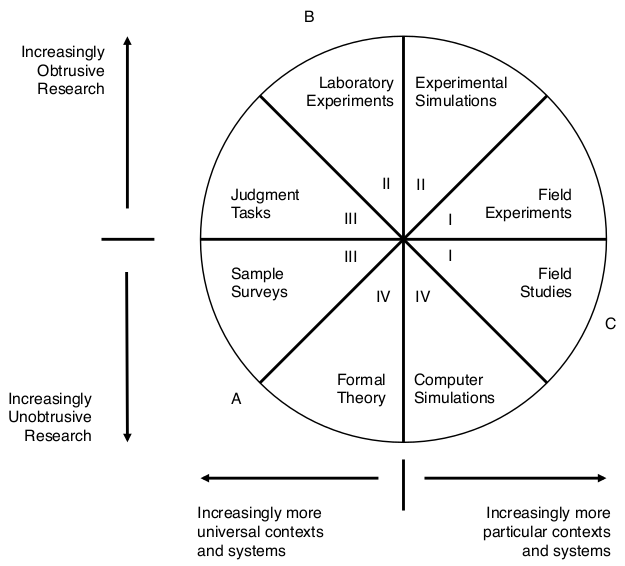 B
Increasingly
Obtrusive
Research
Laboratory
Experiments
Experimental
Simulations
II
II
Judgment
Tasks
III
I
Field
Experiments
Sample
Surveys
III
I
Field
Studies
IV
IV
C
Increasingly
Unobtrusive
Research
A
Formal
Theory
Computer
Simulations
Increasingly more
universal contexts
and systems
Increasingly more
particular contexts
and systems